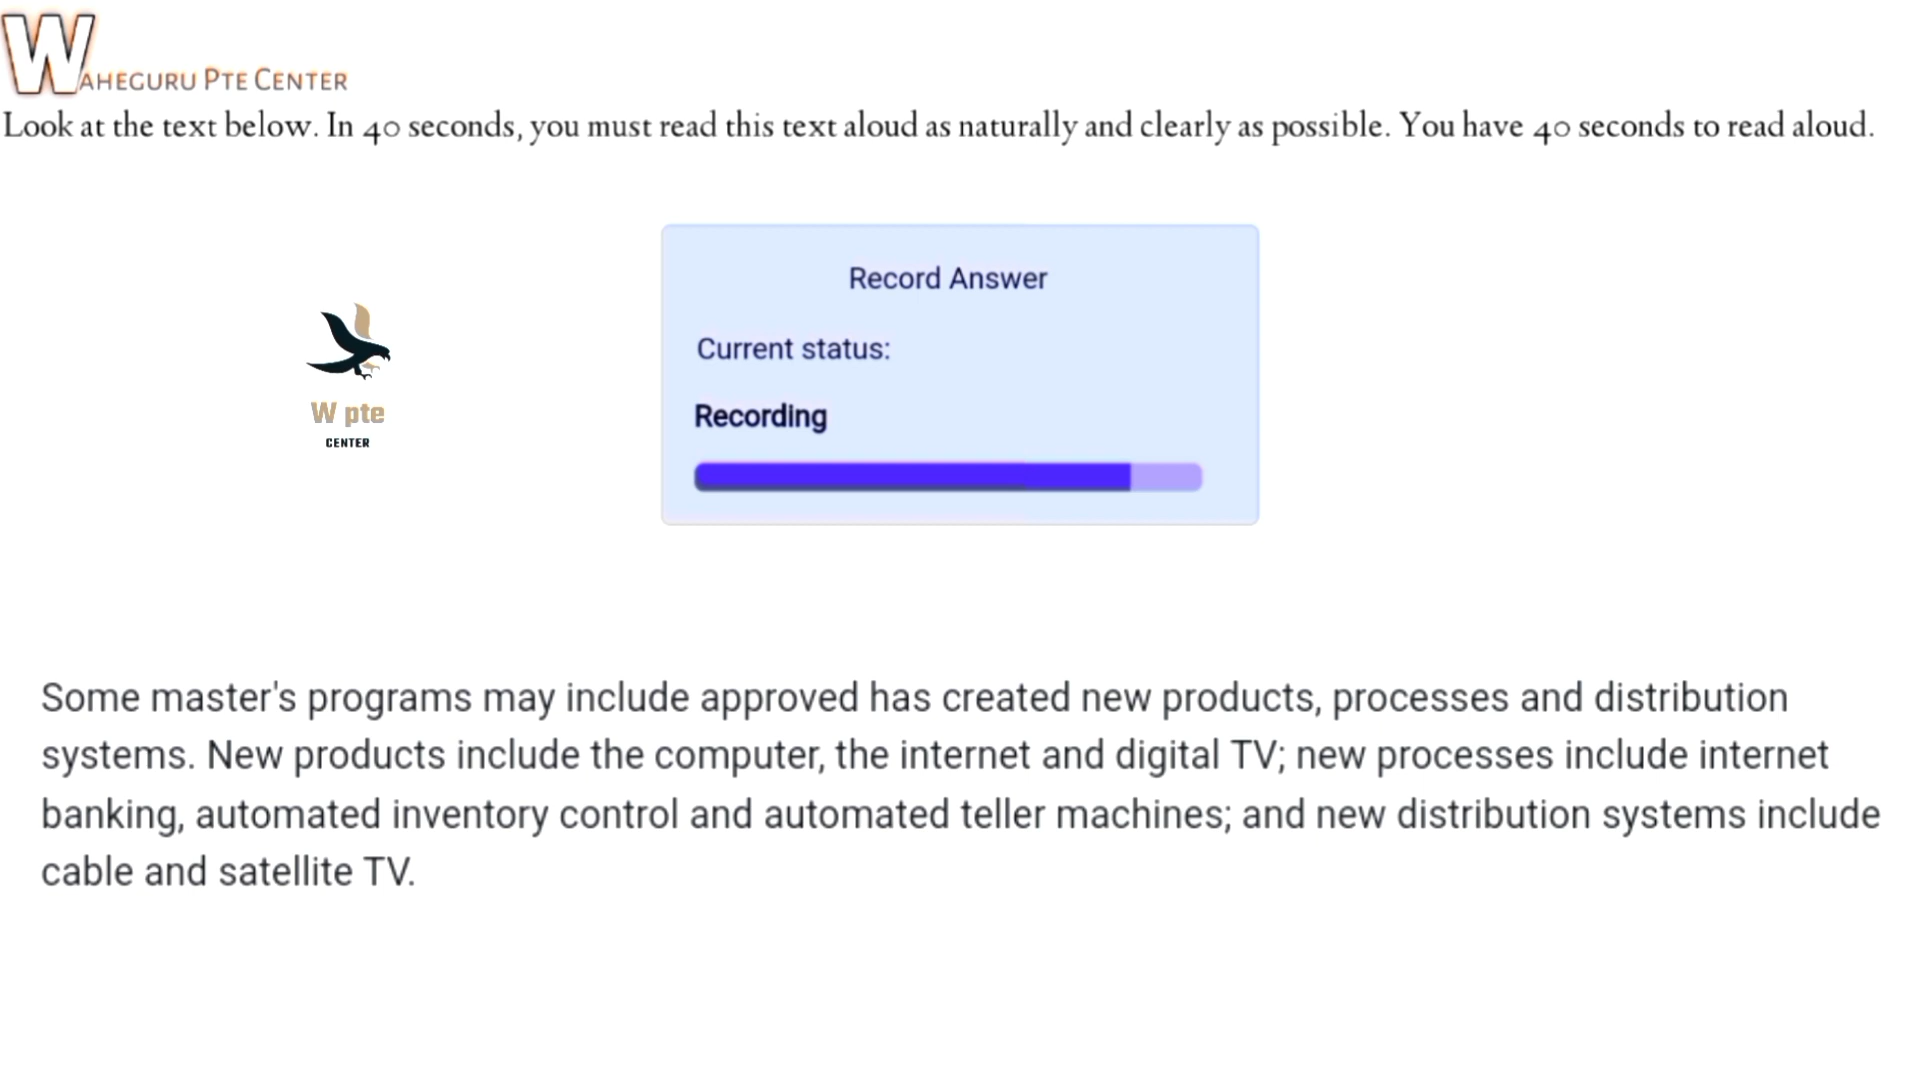 WAHEGURU PTE CENTER
Look at the text below. In 40 seconds, you must read this text aloud as naturally and clearly as possible. You have 40 seconds to read aloud.
Record Answer
Current status:
Recording
W pte
CENTER
Some master's programs may include approved has created new products, processes and distribution
systems. New products include the computer, the internet and digital TV; new processes include internet
banking, automated inventory control and automated teller machines; and new distribution systems include
cable and satellite TV.